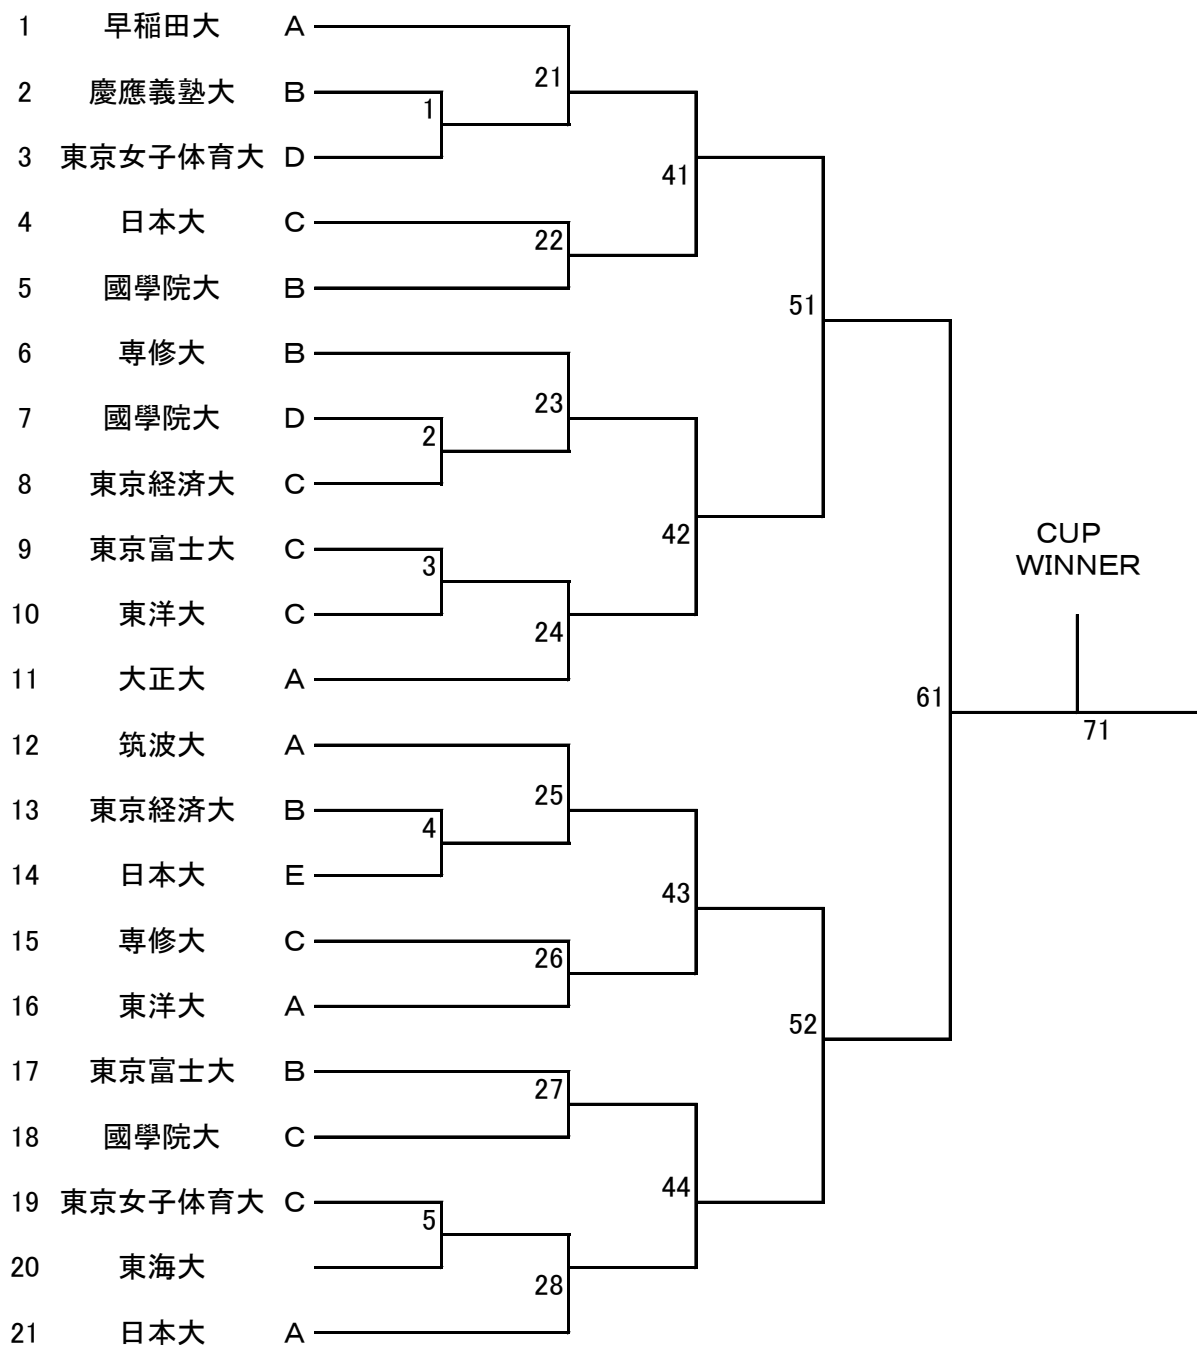 1 早稲田大 A
21
2 慶應義塾大 B
1
3 東京女子体育大 D
41
4 日本大 C
22
5 國學院大 B
51
6 専修大 B
23
7 國學院大 D
2
8 東京経済大 C
42
CUP
WINNER
9 東京富士大 C
3
10 東洋大 C
24
11 大正大 A
61
71
12 筑波大 A
25
13 東京経済大 B
4
14 日本大 E
43
15 専修大 C
26
16 東洋大 A
52
17 東京富士大 B
27
18 國學院大 C
44
19 東京女子体育大 C
5
20 東海大
28
21 日本大 A